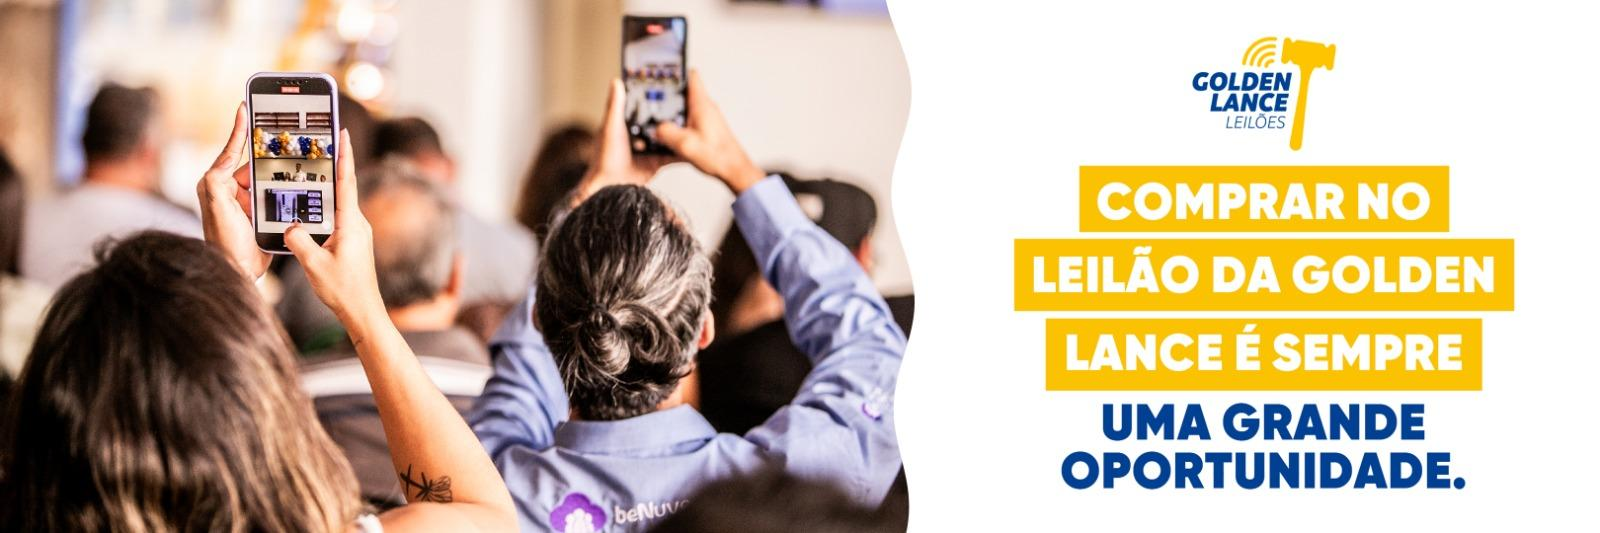 GOLDEN
LANCE
LEILÕES
COMPRAR NO
LEILÃO DA GOLDEN
LANCE É SEMPRE
UMA GRANDE
OPORTUNIDADE.